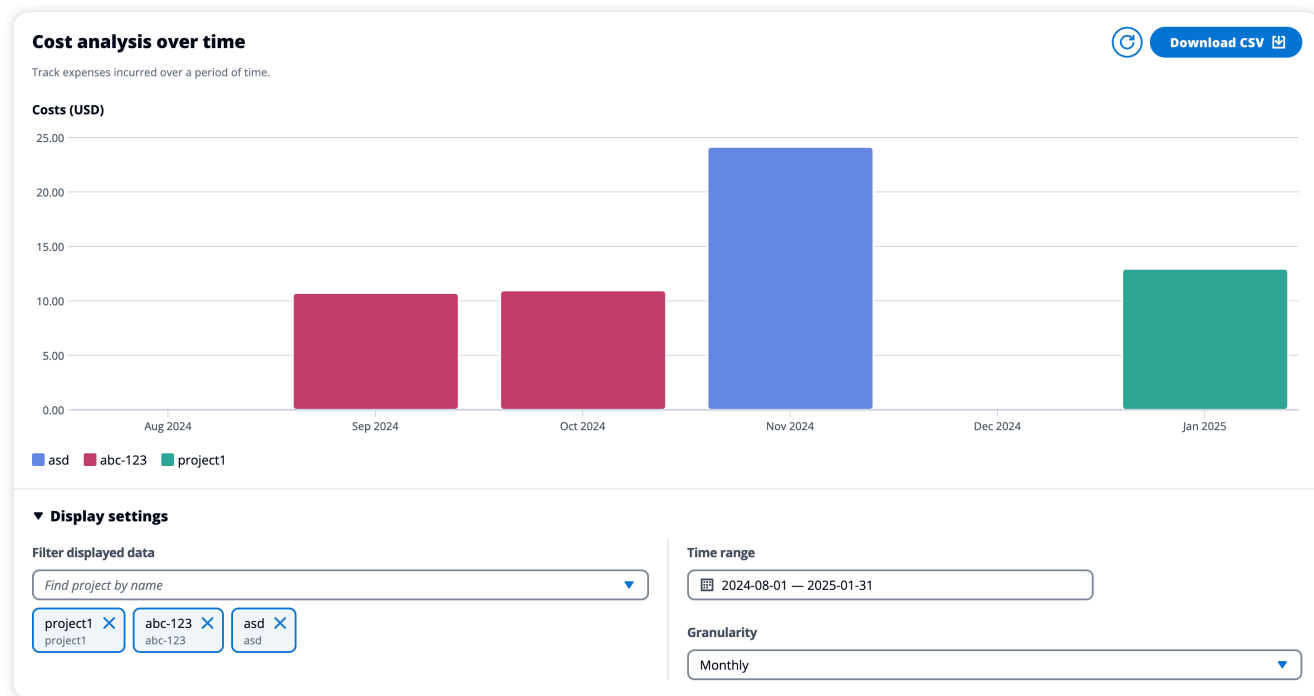 Cost analysis over time
Download CSV
Track expenses incurred over a period of time.
Costs (USD)
25.00
20.00
15.00
10.00
5.00
0.00
Aug 2024 Sep 2024 Oct 2024 Nov 2024 Dec 2024 Jan 2025
asd abc-123 project1
Display settings
Filter displayed data
Find project by name
project1 abc-123 asd
project1 abc-123 asd
Time range
2024-08-01 — 2025-01-31
Granularity
Monthly